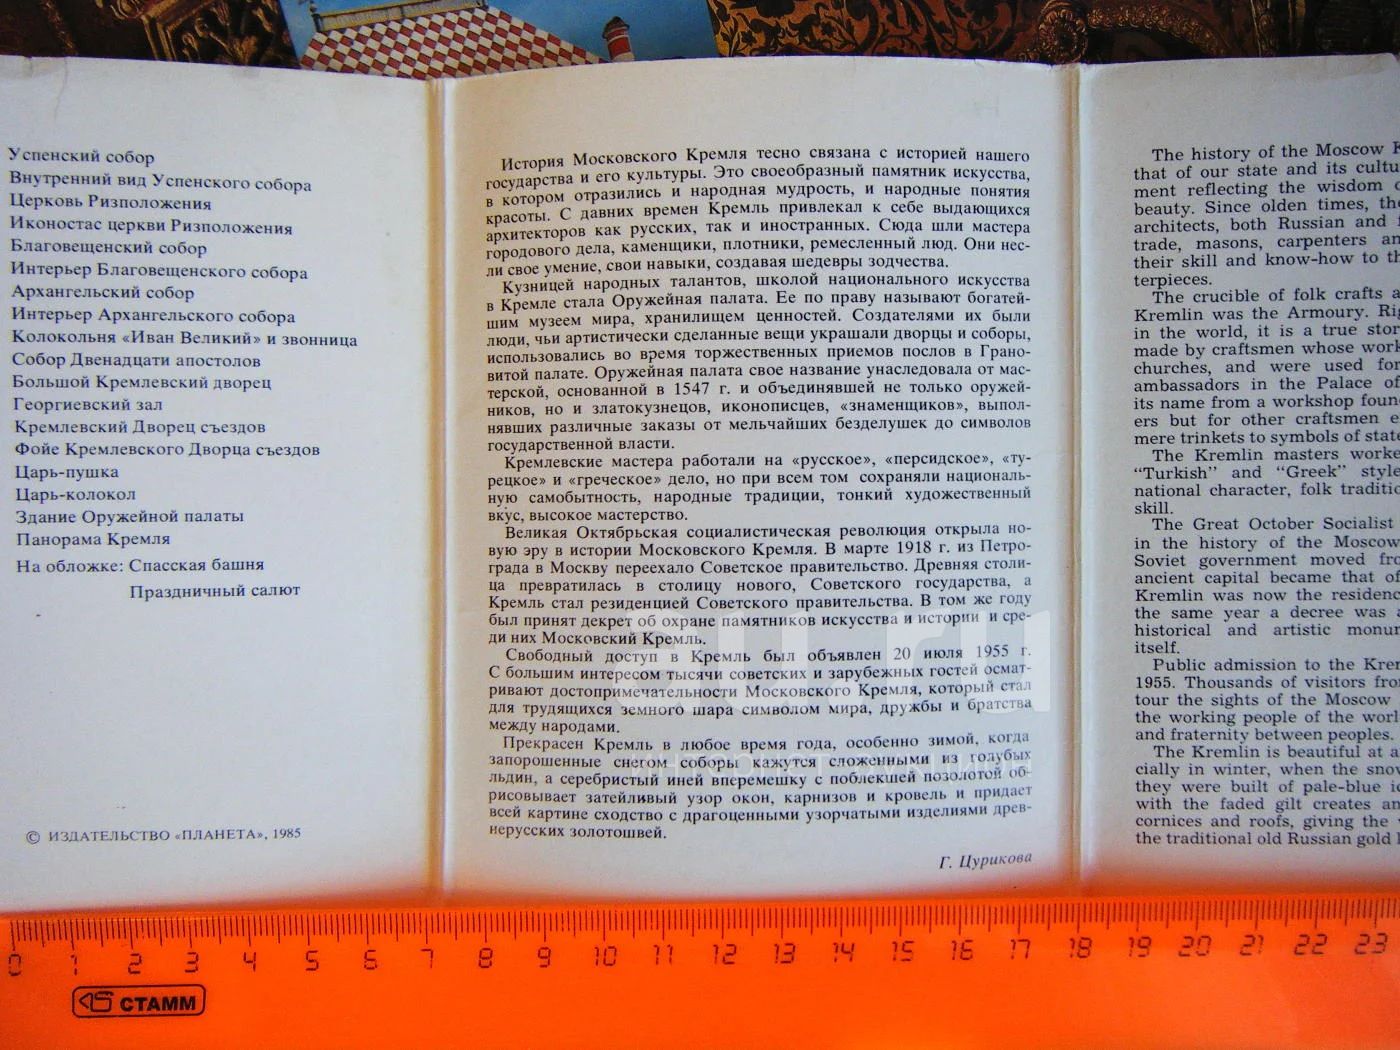 Успенский собор
Внутренний вид Успенского собора
Церковь Ризположения
Иконостас церкви Ризположения
Благовещенский собор
Интерьер Благовещенского собора
Архангельский собор
Интерьер Архангельского собора
Колокольня «Иван Великий» и звонница
Собор Двенадцати апостолов
Большой Кремлевский дворец
Георгиевский зал
Кремлевский Дворец съездов
Фойе Кремлевского Дворца съездов
Царь-пушка
Царь-колокол
Здание Оружейной палаты
Панорама Кремля
На обложке: Спасская башня
Праздничный салют
© ИЗДАТЕЛЬСТВО «ПЛАНЕТА», 1985
История Московского Кремля тесно связана с историей нашего
государства и его культуры. Это своеобразный памятник искусства,
в котором отразились и народная мудрость, и народные понятия
красоты. С давних времен Кремль привлекал к себе выдающихся
архитекторов как русских, так и иностранных. Сюда шли мастера
городового дела, каменщики, плотники, ремесленный люд. Они нес-
ли свое умение, свои навыки, создавая шедевры зодчества.
Кузницей народных талантов, школой национального искусства
в Кремле стала Оружейная палата. Ее по праву называют богатей-
шим музеем мира, хранилищем ценностей. Создателями их были
люди, чьи артистически сделанные вещи украшали дворцы и соборы,
использовались во время торжественных приемов послов в Грано-
витой палате. Оружейная палата свое название унаследовала от мас-
терской, основанной в 1547 г. и объединявшей не только оружей-
ников, но и златокузнецов, иконописцев, «знаменщиков», выпол-
нявших различные заказы от мельчайших безделушек до символов
государственной власти.
Кремлевские мастера работали на «русское», «персидское», «ту-
рецкое» и «греческое» дело, но при всем том сохраняли националь-
ную самобытность, народные традиции, тонкий художественный
вкус, высокое мастерство.
Великая Октябрьская социалистическая революция открыла но-
вую эру в истории Московского Кремля. В марте 1918 г. из Петро-
града в Москву переехало Советское правительство. Древняя столи-
ца превратилась в столицу нового, Советского государства, а
Кремль стал резиденцией Советского правительства. В том же году
был принят декрет об охране памятников искусства и истории и сре-
ди них Московский Кремль.
Свободный доступ в Кремль был объявлен 20 июля 1955 г.
С большим интересом тысячи советских и зарубежных гостей осмат-
ривают достопримечательности Московского Кремля, который стал
для трудящихся земного шара символом мира, дружбы и братства
между народами.
Прекрасен Кремль в любое время года, особенно зимой, когда
запорошенные снегом соборы кажутся сложенными из голубых
льдин, а серебристый иней вперемешку с поблекшей позолотой об-
рисовывает затейливый узор окон, карнизов и кровель и придает
всей картине сходство с драгоценными узорчатыми изделиями древ-
нерусских золотошвей.
Г. Цурикова
The history of the Moscow
that of our state and its
ment reflecting the wisdom
beauty. Since olden times,
architects, both Russian and
trade, masons, carpenters
their skill and know-how to
terpieces.
The crucible of folk crafts
Kremlin was the Armoury.
in the world, it is a true
made by craftsmen whose
churches, and were used for
ambassadors in the Palace of
its name from a workshop
ers but for other craftsmen
mere trinkets to symbols of
The Kremlin masters
"Turkish" and "Greek"
national character, folk
skill.
The Great October Socialist
in the history of the Moscow
Soviet government moved
ancient capital became that of
Kremlin was now the
the same year a decree was
historical and artistic
itself.
Public admission to the
1955. Thousands of visitors
tour the sights of the Moscow
the working people of the
and fraternity between peoples.
The Kremlin is beautiful at
cially in winter, when the
they were built of pale-blue
with the faded gilt creates
cornices and roofs, giving the
the traditional old Russian gold
au.ru
интернет-аукцион
0 1 2 3 4 5 6 7 8 9 10 11 12 13 14 15 16 17 18 19 20 21 22 23
СТАММ